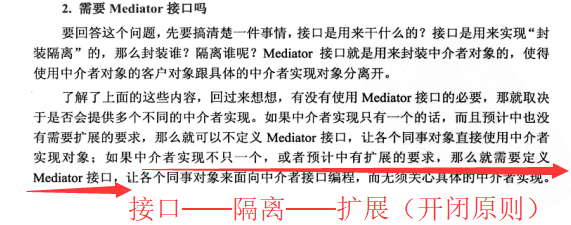 2. 需要 Mediator 接口吗
要回答这个问题,先要搞清楚一件事情,接口是用来干什么的?接口是用来实现“封
装隔离”的,那么封装谁?隔离谁呢?Mediator 接口就是用来封装中介者对象的,使得
使用中介者对象的客户对象跟具体的中介者实现对象分离开。
了解了上面的这些内容,回过来想想,有没有使用 Mediator 接口的必要,那就取决
于是否会提供多个不同的中介者实现。如果中介者实现只有一个的话,而且预计中也没
有需要扩展的要求,那么就可以不定义 Mediator 接口,让各个同事对象直接使用中介者
实现对象;如果中介者实现不只一个,或者预计中有扩展的要求,那么就需要定义
Mediator 接口,让各个同事对象来面向中介者接口编程,而无须关心具体的中介者实现。
接口——隔离——扩展(开闭原则)